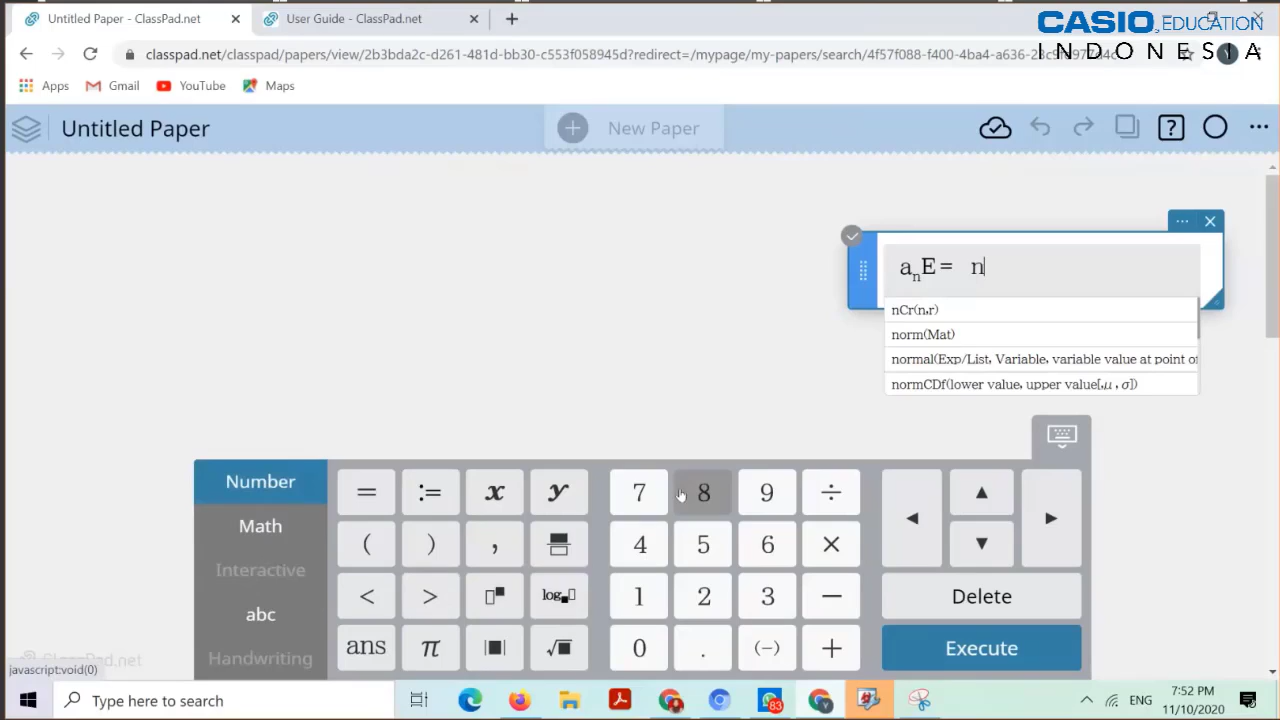 Untitled Paper - ClassPad.net
User Guide - ClassPad.net
CASIO EDUCATION
INDONESIA
classpad.net/classpad/papers/view/2b3bda2c-d261-481d-bb30-c553f058945d?redirect=/mypage/my-papers/search/4f57f088-f400-4ba4-a636-
Apps
Gmail
YouTube
Maps
Untitled Paper
New Paper
?
aₙE= n
nCr(n,r)
norm(Mat)
normal(Exp/List, Variable, variable value at point of
normCDf(lower value, upper value[,μ,σ])
Number
= := x y 7 8 9 ÷
Math
( ) , 4 5 6 ×
Interactive
abc
< > log 1 2 3 − Delete
Handwriting
ans π 0 . (−) + Execute
ClassPad.net
javascript:void(0)
Type here to search
83
ENG
7:52 PM
11/10/2020